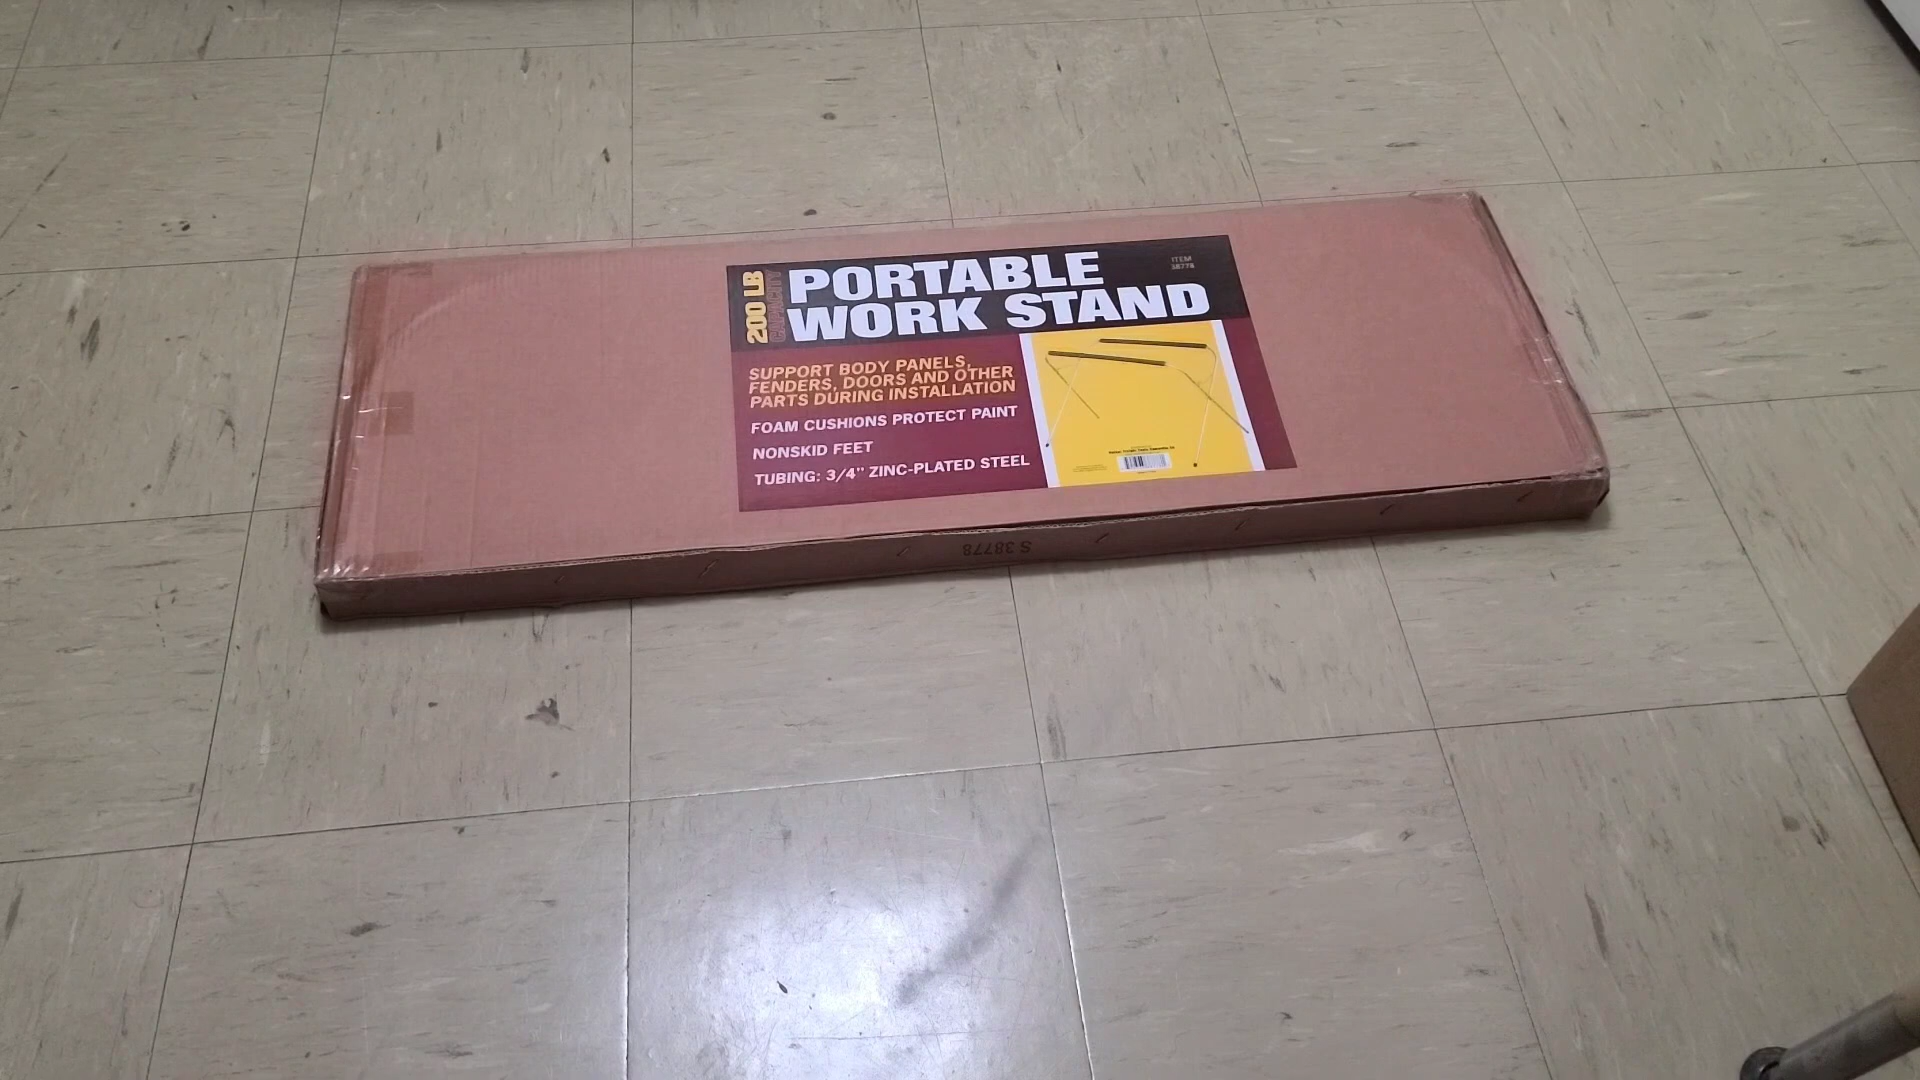 200 LB
CAPACITY
PORTABLE
WORK STAND
ITEM
38778
SUPPORT BODY PANELS,
FENDERS, DOORS AND OTHER
PARTS DURING INSTALLATION
FOAM CUSHIONS PROTECT PAINT
NONSKID FEET
TUBING: 3/4" ZINC-PLATED STEEL
S 38778